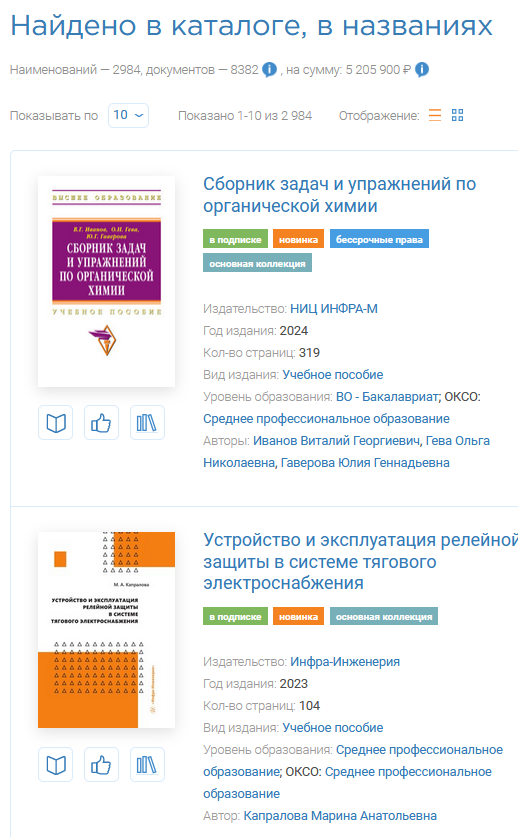 Найдено в каталоге, в названиях
Наименований — 2984, документов — 8382 i , на сумму: 5 205 900 ₽ i
Показывать по 10 Показано 1-10 из 2 984 Отображение:
ВЫСШЕЕ ОБРАЗОВАНИЕ
В.Г. Иванов, О.Н. Гева,
Ю.Г. Гаверова
СБОРНИК ЗАДАЧ
И УПРАЖНЕНИЙ
ПО ОРГАНИЧЕСКОЙ
ХИМИИ
УЧЕБНОЕ ПОСОБИЕ
Сборник задач и упражнений по
органической химии
в подписке новинка бессрочные права
основная коллекция
Издательство: НИЦ ИНФРА-М
Год издания: 2024
Кол-во страниц: 319
Вид издания: Учебное пособие
Уровень образования: ВО - Бакалавриат; ОКСО:
Среднее профессиональное образование
Авторы: Иванов Виталий Георгиевич, Гева Ольга
Николаевна, Гаверова Юлия Геннадьевна
М. А. Капралова
УСТРОЙСТВО И ЭКСПЛУАТАЦИЯ
РЕЛЕЙНОЙ ЗАЩИТЫ
В СИСТЕМЕ
ТЯГОВОГО ЭЛЕКТРОСНАБЖЕНИЯ
Устройство и эксплуатация релейной
защиты в системе тягового
электроснабжения
в подписке новинка основная коллекция
Издательство: Инфра-Инженерия
Год издания: 2023
Кол-во страниц: 104
Вид издания: Учебное пособие
Уровень образования: Среднее профессиональное
образование; ОКСО: Среднее профессиональное
образование
Автор: Капралова Марина Анатольевна